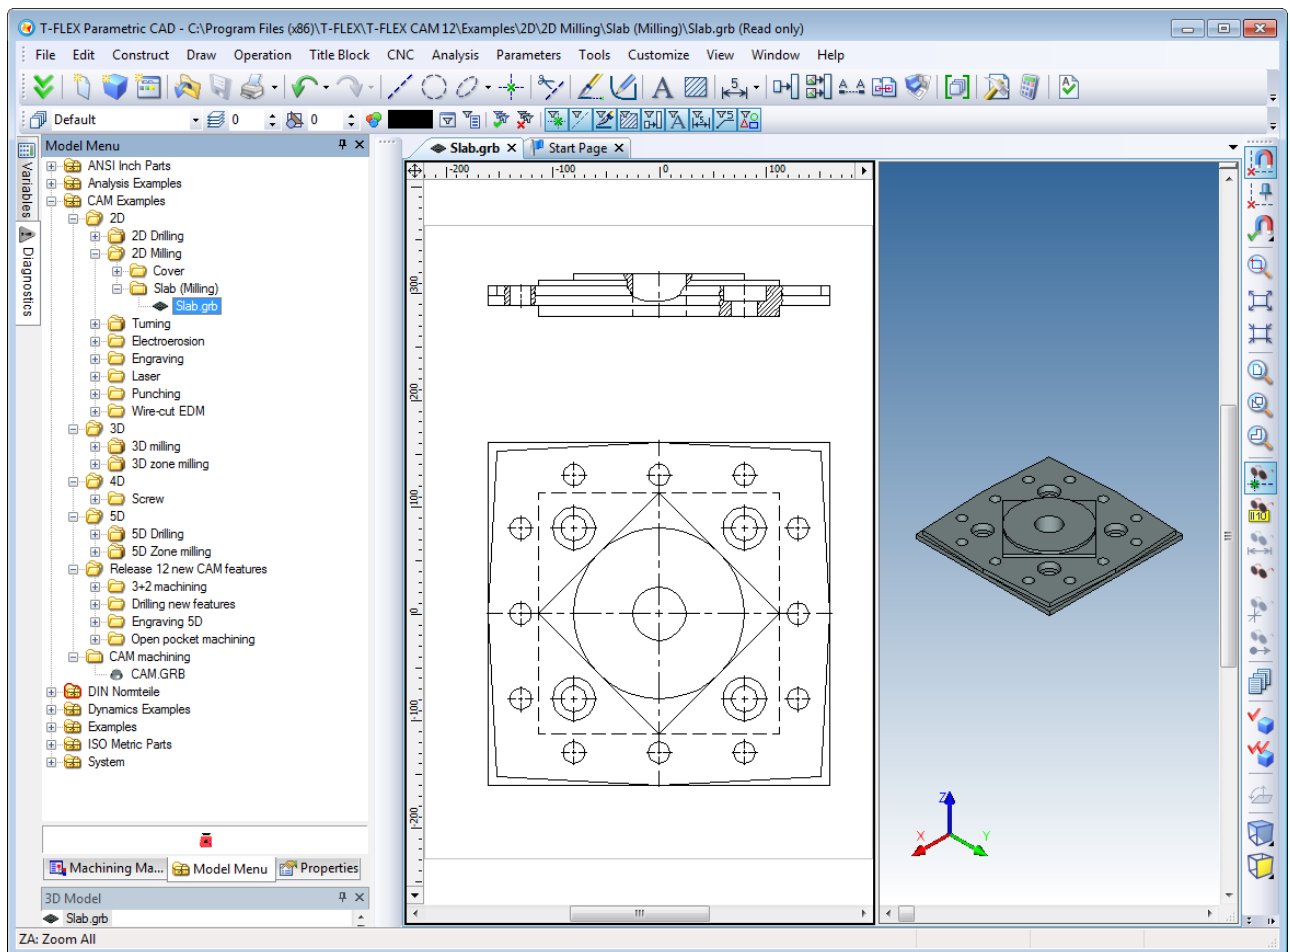 T-FLEX Parametric CAD - C:\Program Files (x86)\T-FLEX\T-FLEX CAM 12\Examples\2D\2D Milling\Slab (Milling)\Slab.grb (Read only)
File Edit Construct Draw Operation Title Block CNC Analysis Parameters Tools Customize View Window Help
A 5
Default 0 0
Model Menu
Slab.grb Start Page
Variables
Diagnostics
ANSI Inch Parts
Analysis Examples
CAM Examples
2D
2D Drilling
2D Milling
Cover
Slab (Milling)
Slab.grb
Turning
Electroerosion
Engraving
Laser
Punching
Wire-cut EDM
3D
3D milling
3D zone milling
4D
Screw
5D
5D Drilling
5D Zone milling
Release 12 new CAM features
3+2 machining
Drilling new features
Engraving 5D
Open pocket machining
CAM machining
CAM.GRB
DIN Normteile
Dynamics Examples
Examples
ISO Metric Parts
System
Machining Ma... Model Menu Properties
3D Model
Slab.grb
-200 -100 0 100
300
200
100
0
-100
-200
Z
X Y
ZA: Zoom All